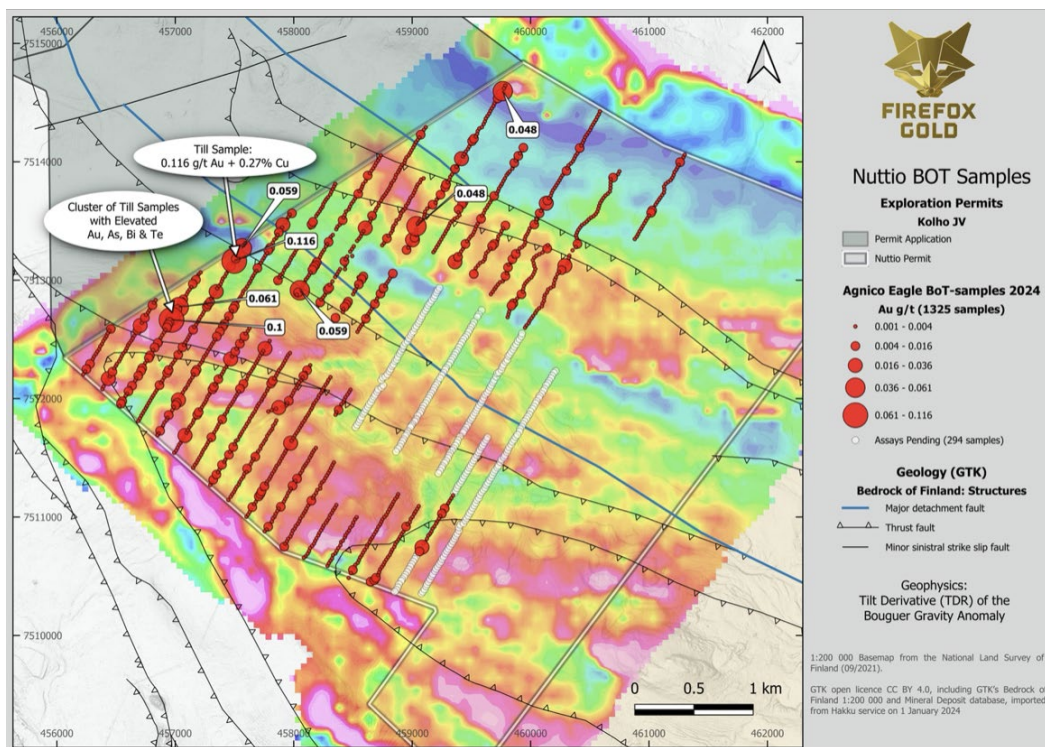 456000 457000 458000 459000 460000 461000 462000
7515000
7514000
7513000
7512000
7511000
7510000
0.048
Till Sample:
0.116 g/t Au + 0.27% Cu
0.059
0.048
Cluster of Till Samples
with Elevated
Au, As, Bi & Te
0.116
0.061
0.1
0.059
0 0.5 1 km
456000 457000 458000 459000 460000 461000 462000
FIREFOX
GOLD
Nuttio BOT Samples
Exploration Permits
Kolho JV
Permit Application
Nuttio Permit
Agnico Eagle BoT-samples 2024
Au g/t (1325 samples)
0.001 - 0.004
0.004 - 0.016
0.016 - 0.036
0.036 - 0.061
0.061 - 0.116
Assays Pending (294 samples)
Geology (GTK)
Bedrock of Finland: Structures
Major detachment fault
Thrust fault
Minor sinistral strike slip fault
Geophysics:
Tilt Derivative (TDR) of the
Bouguer Gravity Anomaly
1:200 000 Basemap from the National Land Survey of
Finland (09/2021).
GTK open licence CC BY 4.0, including GTK's Bedrock of
Finland 1:200 000 and Mineral Deposit database, imported
from Hakku service on 1 January 2024